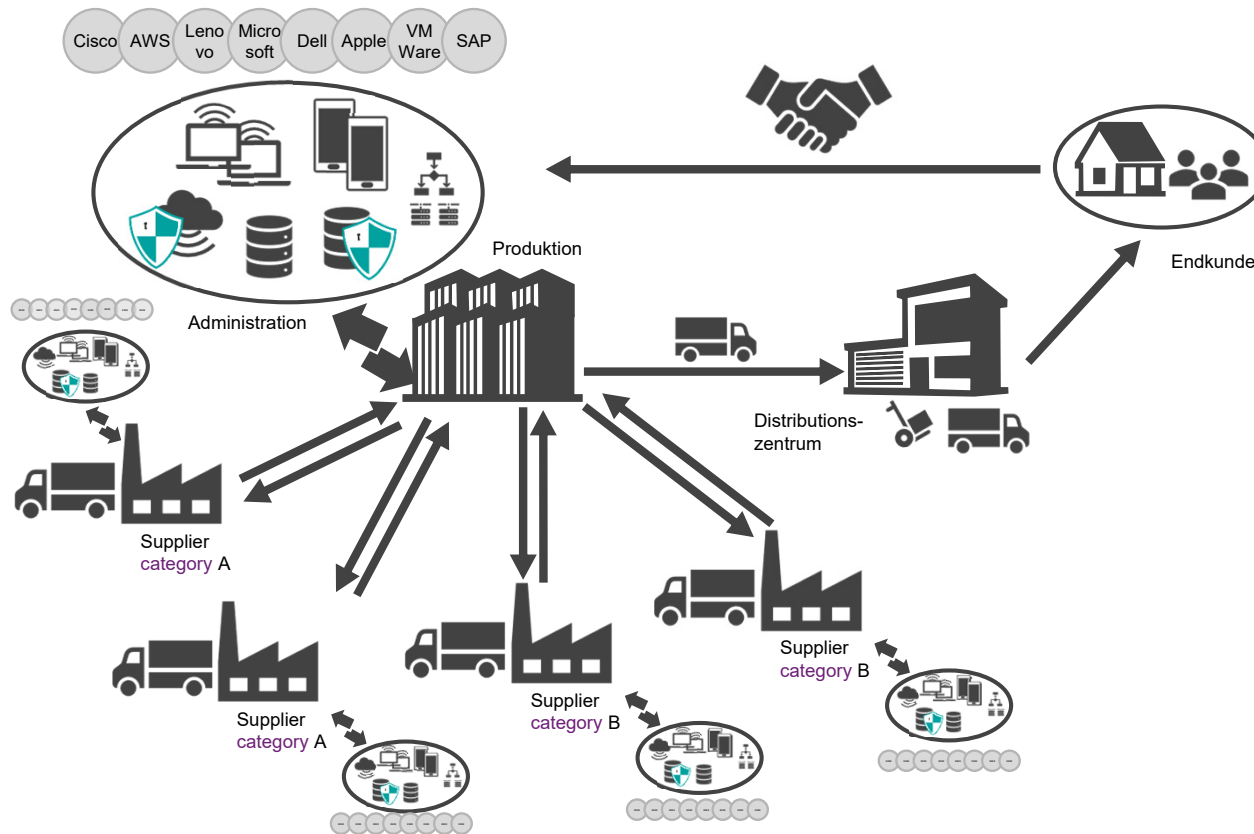 Cisco
AWS
Leno
vo
Micro
soft
Dell
Apple
VM
Ware
SAP
Produktion
Endkunde
Administration
Distributions-
zentrum
Supplier
category A
Supplier
category B
Supplier
category A
Supplier
category B